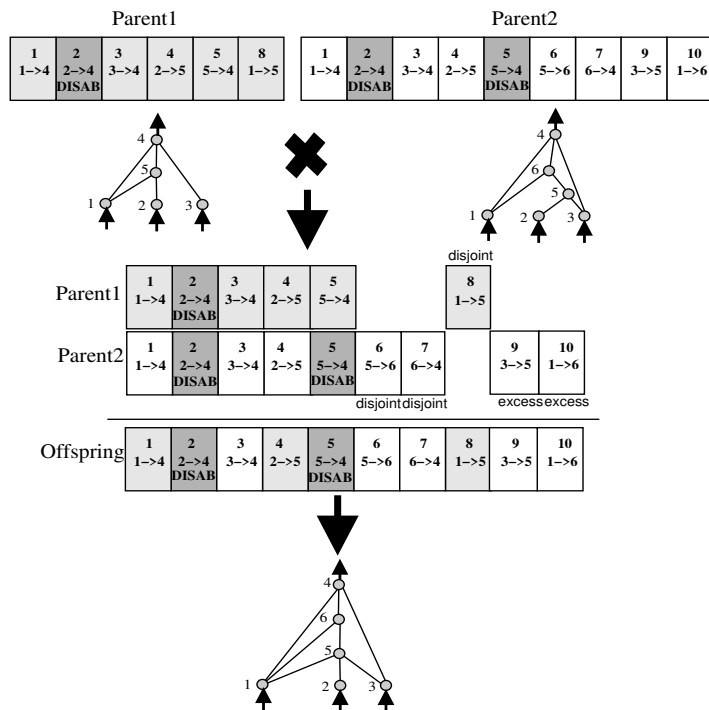 Parent1 Parent2
1 2 3 4 5 8 1 2 3 4 5 6 7 9 10
1->4 2->4 3->4 2->5 5->4 1->5 1->4 2->4 3->4 2->5 5->4 5->6 6->4 3->5 1->6
DISAB DISAB DISAB
4 4
5 6
5
1 2 3 1 2 3
disjoint
Parent1 1 2 3 4 5 8
1->4 2->4 3->4 2->5 5->4 1->5
DISAB
Parent2 1 2 3 4 5 6 7 9 10
1->4 2->4 3->4 2->5 5->4 5->6 6->4 3->5 1->6
DISAB DISAB
disjoint disjoint excess excess
Offspring 1 2 3 4 5 6 7 8 9 10
1->4 2->4 3->4 2->5 5->4 5->6 6->4 1->5 3->5 1->6
DISAB DISAB
4
6
5
1 2 3